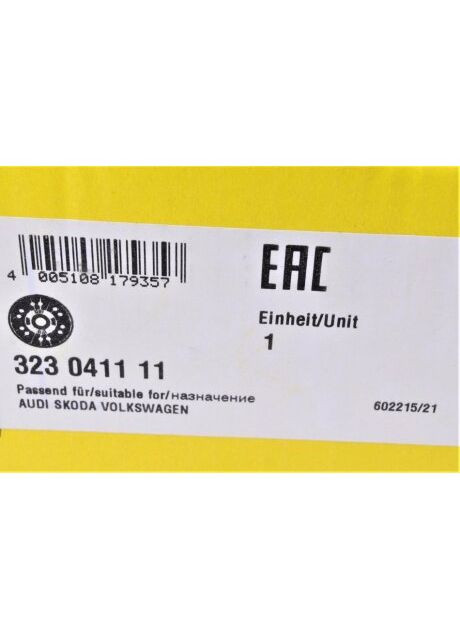 EAC
4 005108 179357
Einheit/Unit
1
323 0411 11
Passend für/suitable for/назначение
AUDI SKODA VOLKSWAGEN
602215/21